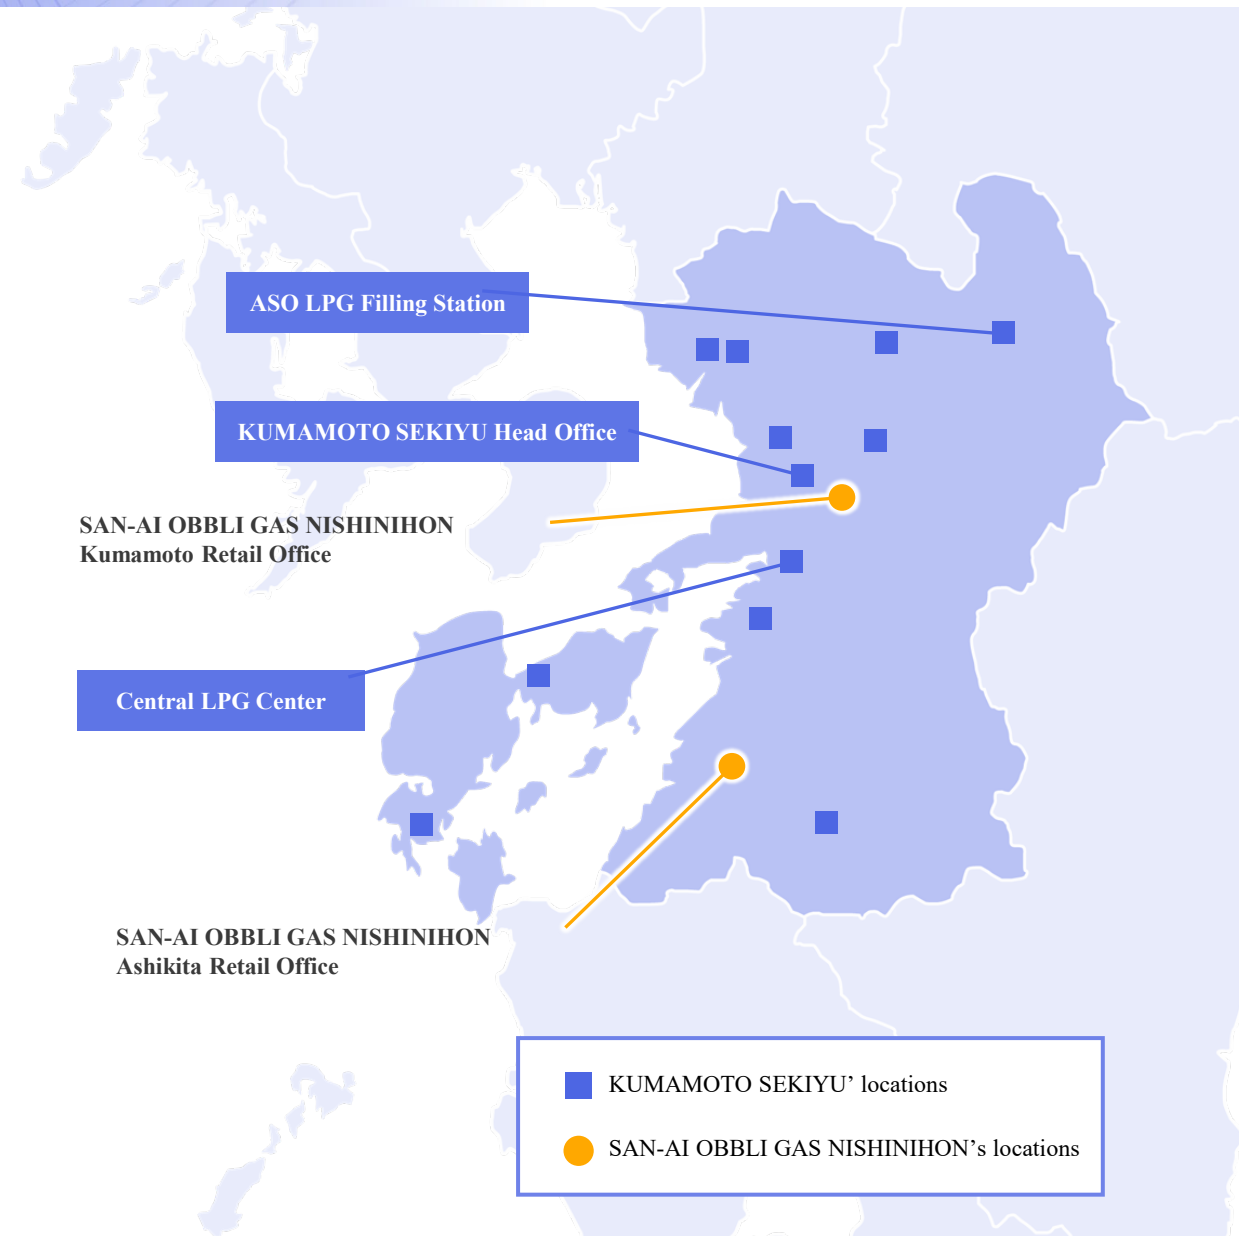 ASO LPG Filling Station
KUMAMOTO SEKIYU Head Office
SAN-AI OBBLI GAS NISHINIHON
Kumamoto Retail Office
Central LPG Center
SAN-AI OBBLI GAS NISHINIHON
Ashikita Retail Office
KUMAMOTO SEKIYU' locations
SAN-AI OBBLI GAS NISHINIHON's locations